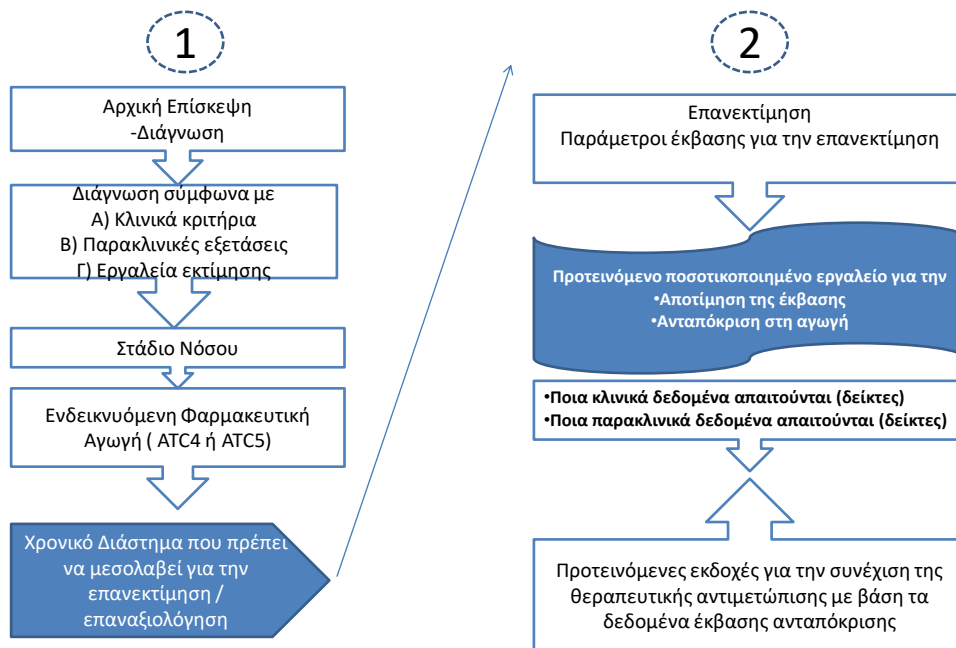 1
Αρχική Επίσκεψη
-Διάγνωση
Διάγνωση σύμφωνα με
Α) Κλινικά κριτήρια
Β) Παρακλινικές εξετάσεις
Γ) Εργαλεία εκτίμησης
Στάδιο Νόσου
Ενδεικνυόμενη Φαρμακευτική
Αγωγή ( ATC4 ή ATC5)
Χρονικό Διάστημα που πρέπει
να μεσολαβεί για την
επανεκτίμηση /
επαναξιολόγηση
2
Επανεκτίμηση
Παράμετροι έκβασης για την επανεκτίμηση
Προτεινόμενο ποσοτικοποιημένο εργαλείο για την
•Αποτίμηση της έκβασης
•Ανταπόκριση στη αγωγή
•Ποια κλινικά δεδομένα απαιτούνται (δείκτες)
•Ποια παρακλινικά δεδομένα απαιτούνται (δείκτες)
Προτεινόμενες εκδοχές για την συνέχιση της
θεραπευτικής αντιμετώπισης με βάση τα
δεδομένα έκβασης ανταπόκρισης